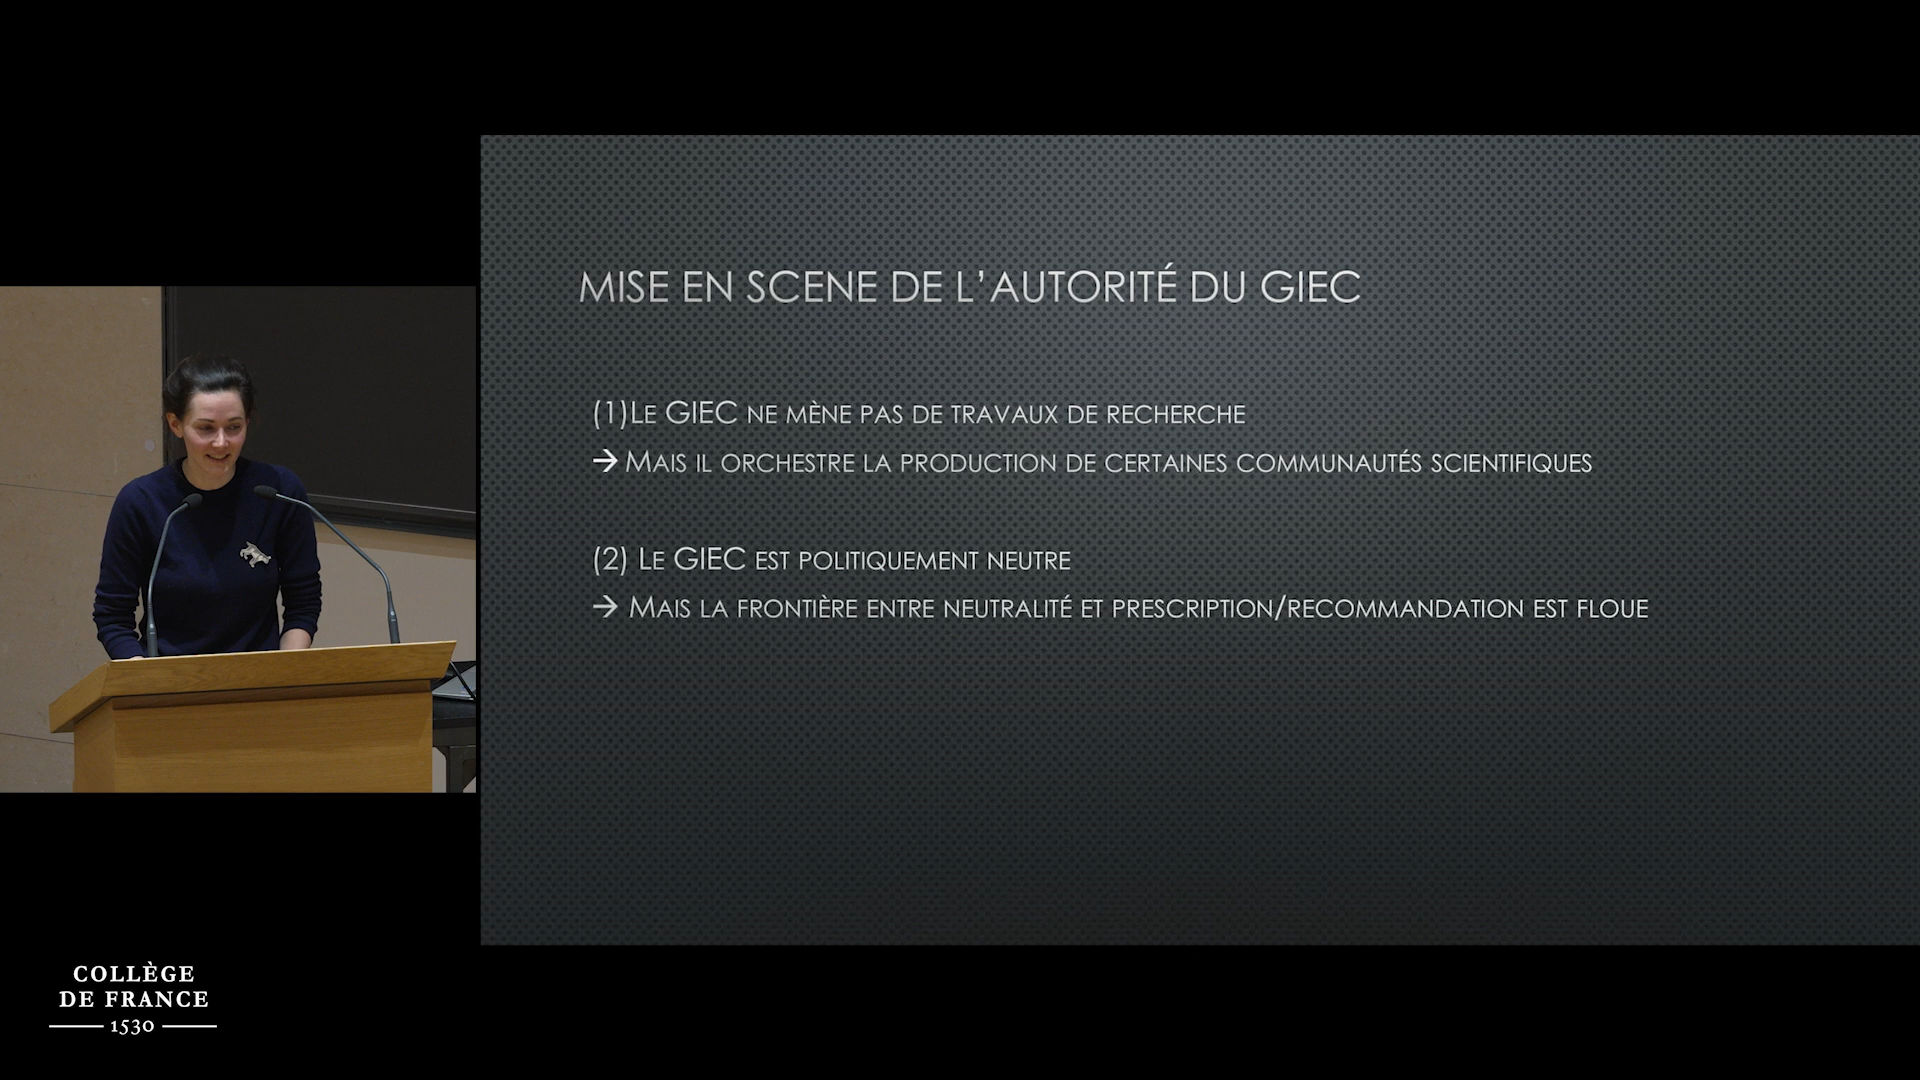 MISE EN SCENE DE L’AUTORITÉ DU GIEC
(1)LE GIEC NE MÈNE PAS DE TRAVAUX DE RECHERCHE
→ MAIS IL ORCHESTRE LA PRODUCTION DE CERTAINES COMMUNAUTÉS SCIENTIFIQUES
(2) LE GIEC EST POLITIQUEMENT NEUTRE
→ MAIS LA FRONTIÈRE ENTRE NEUTRALITÉ ET PRESCRIPTION/RECOMMANDATION EST FLOUE
COLLÈGE
DE FRANCE
1530